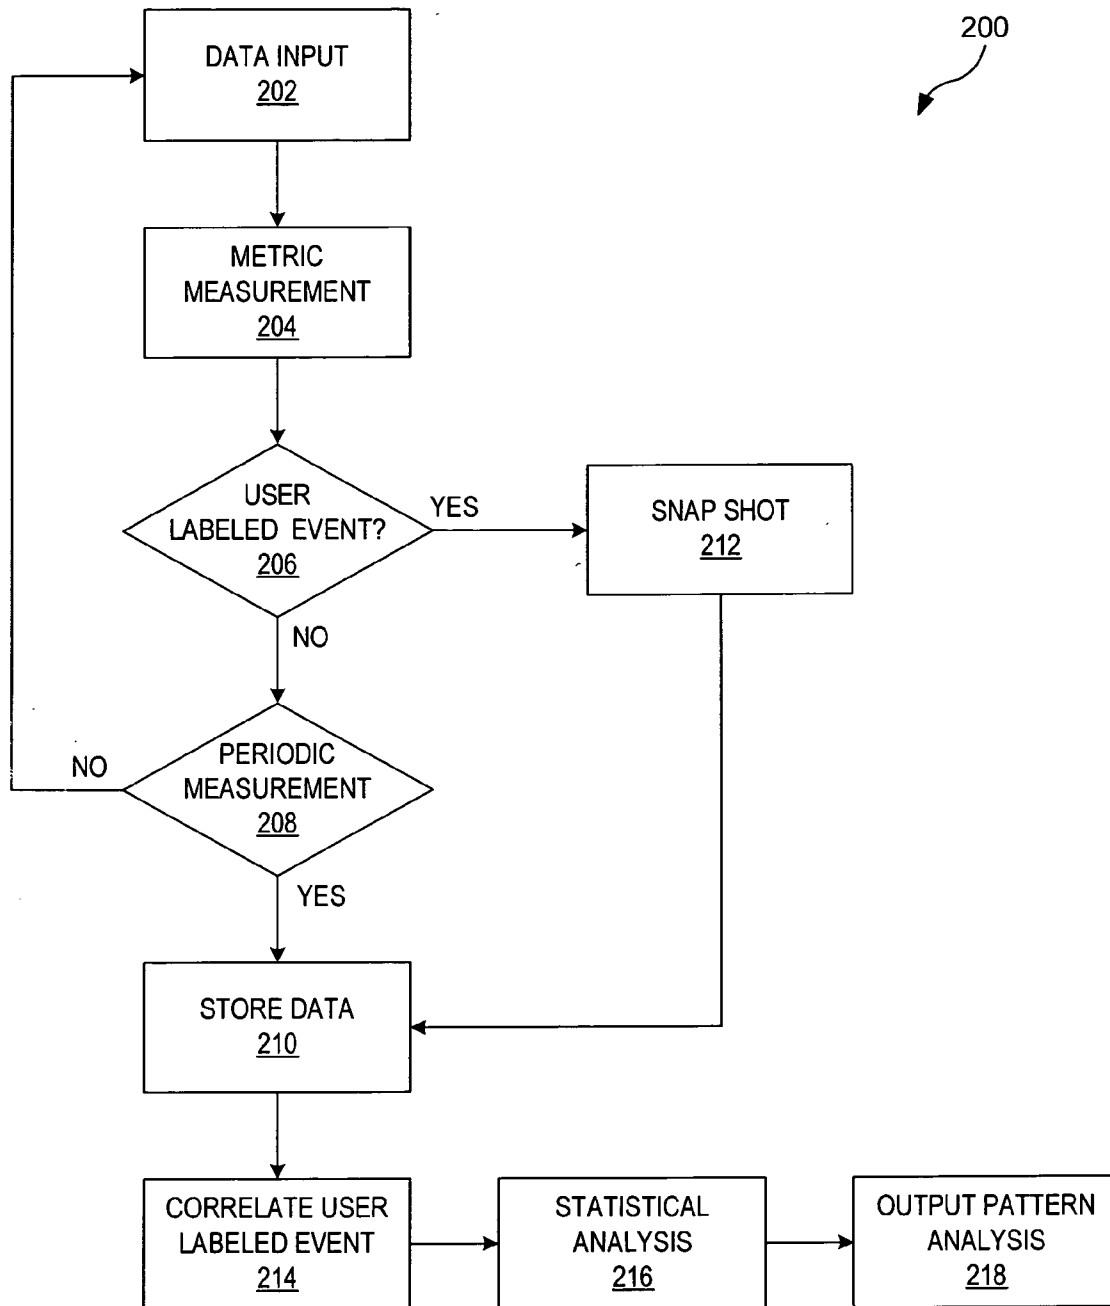 200
DATA INPUT
202
METRIC
MEASUREMENT
204
USER
LABELED EVENT?
206
YES
SNAP SHOT
212
NO
PERIODIC
MEASUREMENT
208
NO
YES
STORE DATA
210
CORRELATE USER
LABELED EVENT
214
STATISTICAL
ANALYSIS
216
OUTPUT PATTERN
ANALYSIS
218